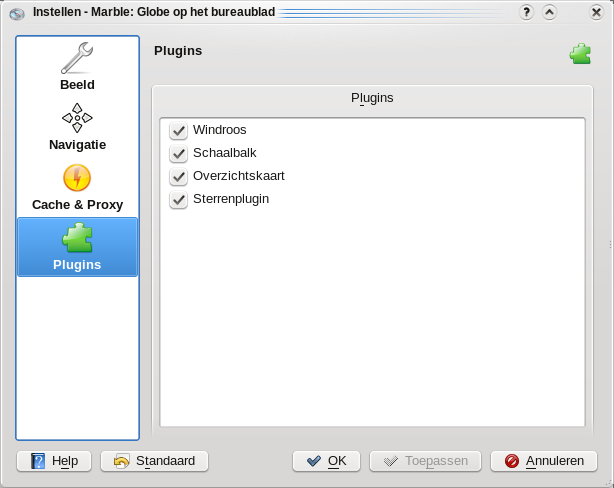 Instellen - Marble: Globe op het bureaublad
Beeld
Navigatie
Cache & Proxy
Plugins
Plugins
Plugins
Windroos
Schaalbalk
Overzichtskaart
Sterrenplugin
Help
Standaard
OK
Toepassen
Annuleren